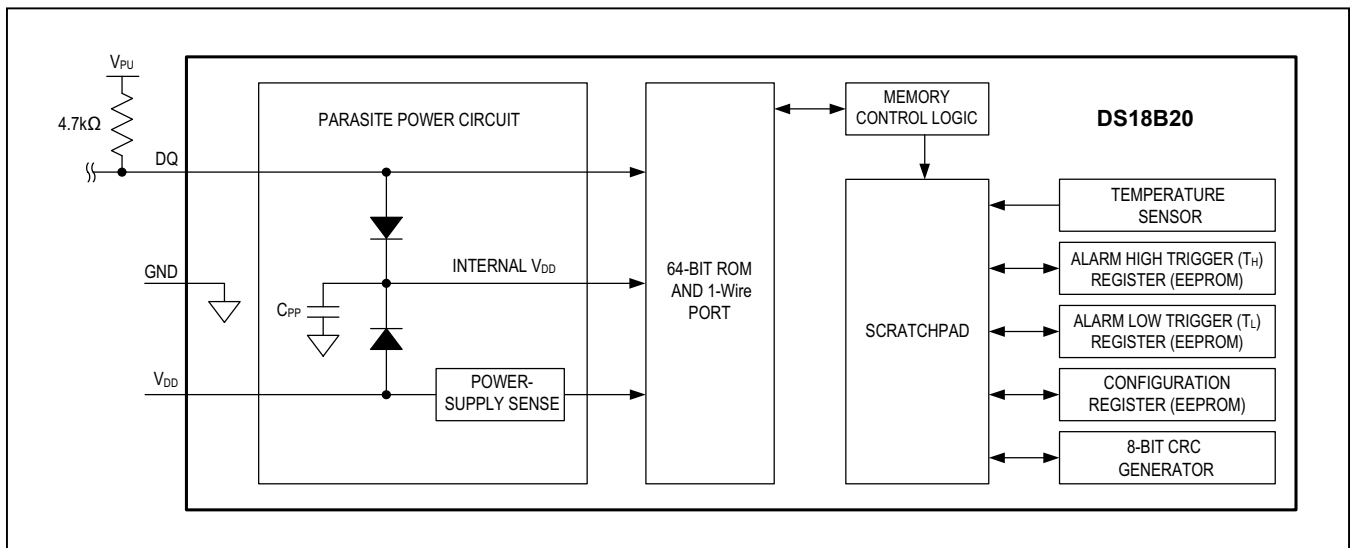 VPU
4.7kΩ
DQ
GND
VDD
PARASITE POWER CIRCUIT
INTERNAL VDD
CPP
POWER-
SUPPLY SENSE
64-BIT ROM
AND 1-Wire
PORT
MEMORY
CONTROL LOGIC
SCRATCHPAD
DS18B20
TEMPERATURE
SENSOR
ALARM HIGH TRIGGER (TH)
REGISTER (EEPROM)
ALARM LOW TRIGGER (TL)
REGISTER (EEPROM)
CONFIGURATION
REGISTER (EEPROM)
8-BIT CRC
GENERATOR